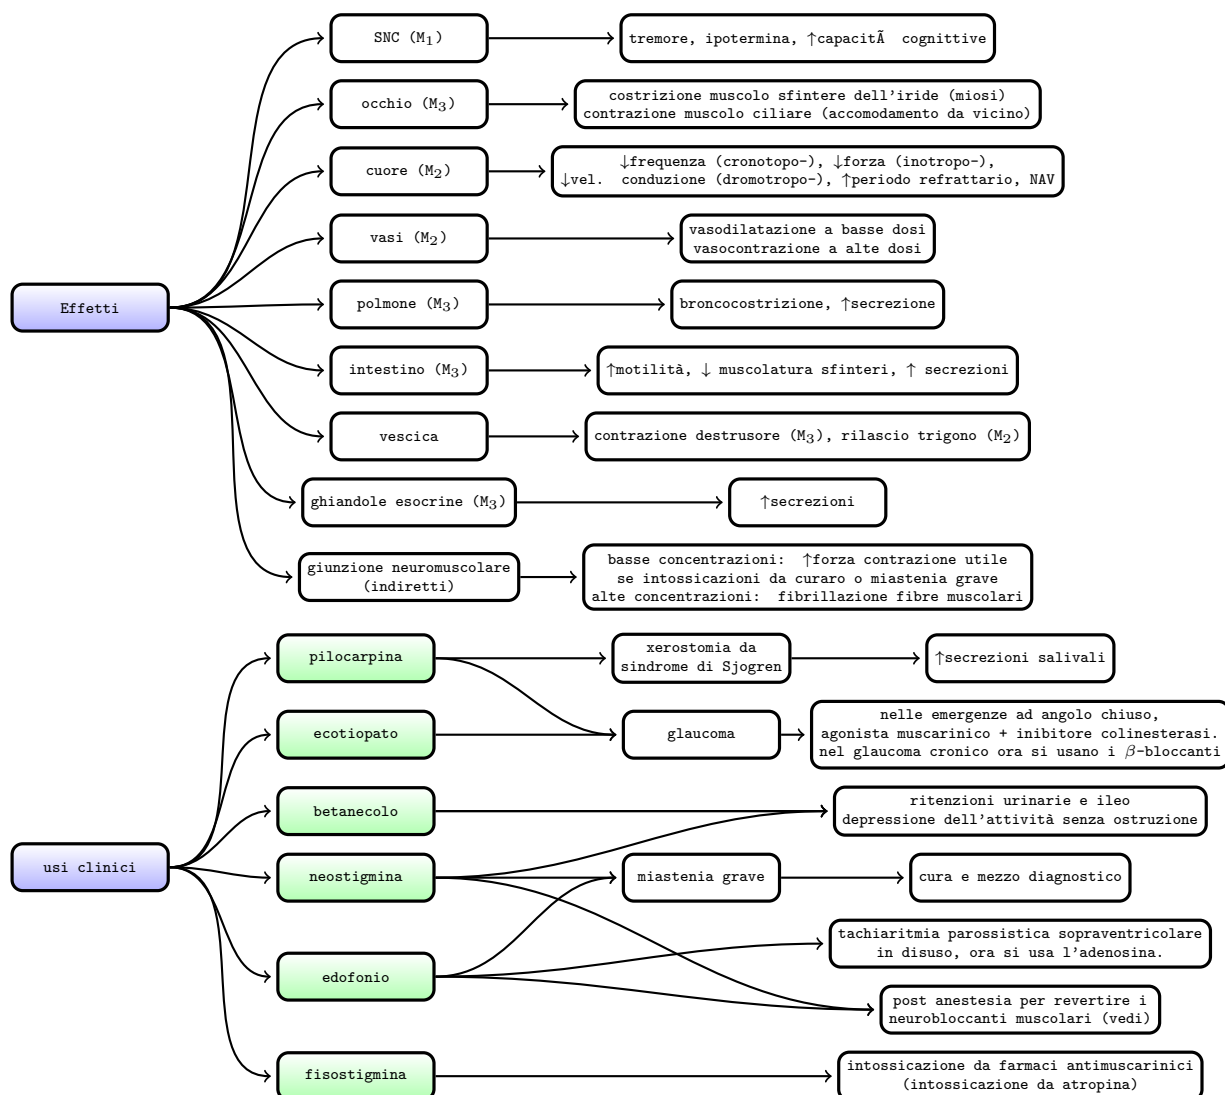 SNC (M1)
tremore, ipotermina, ↑capacitÃ cognittive
occhio (M3)
costrizione muscolo sfintere dell'iride (miosi)
contrazione muscolo ciliare (accomodamento da vicino)
cuore (M2)
↓frequenza (cronotopo-), ↓forza (inotropo-),
↓vel. conduzione (dromotropo-), ↑periodo refrattario, NAV
vasi (M2)
vasodilatazione a basse dosi
vasocontrazione a alte dosi
Effetti
polmone (M3)
broncocostrizione, ↑secrezione
intestino (M3)
↑motilità, ↓ muscolatura sfinteri, ↑ secrezioni
vescica
contrazione destrusore (M3), rilascio trigono (M2)
ghiandole esocrine (M3)
↑secrezioni
giunzione neuromuscolare
(indiretti)
basse concentrazioni: ↑forza contrazione utile
se intossicazioni da curaro o miastenia grave
alte concentrazioni: fibrillazione fibre muscolari
pilocarpina
xerostomia da
sindrome di Sjogren
↑secrezioni salivali
ecotiopato
glaucoma
nelle emergenze ad angolo chiuso,
agonista muscarinico + inibitore colinesterasi.
nel glaucoma cronico ora si usano i β-bloccanti
betanecolo
ritenzioni urinarie e ileo
depressione dell'attività senza ostruzione
usi clinici
neostigmina
miastenia grave
cura e mezzo diagnostico
edofonio
tachiaritmia parossistica sopraventricolare
in disuso, ora si usa l'adenosina.
post anestesia per revertire i
neurobloccanti muscolari (vedi)
fisostigmina
intossicazione da farmaci antimuscarinici
(intossicazione da atropina)